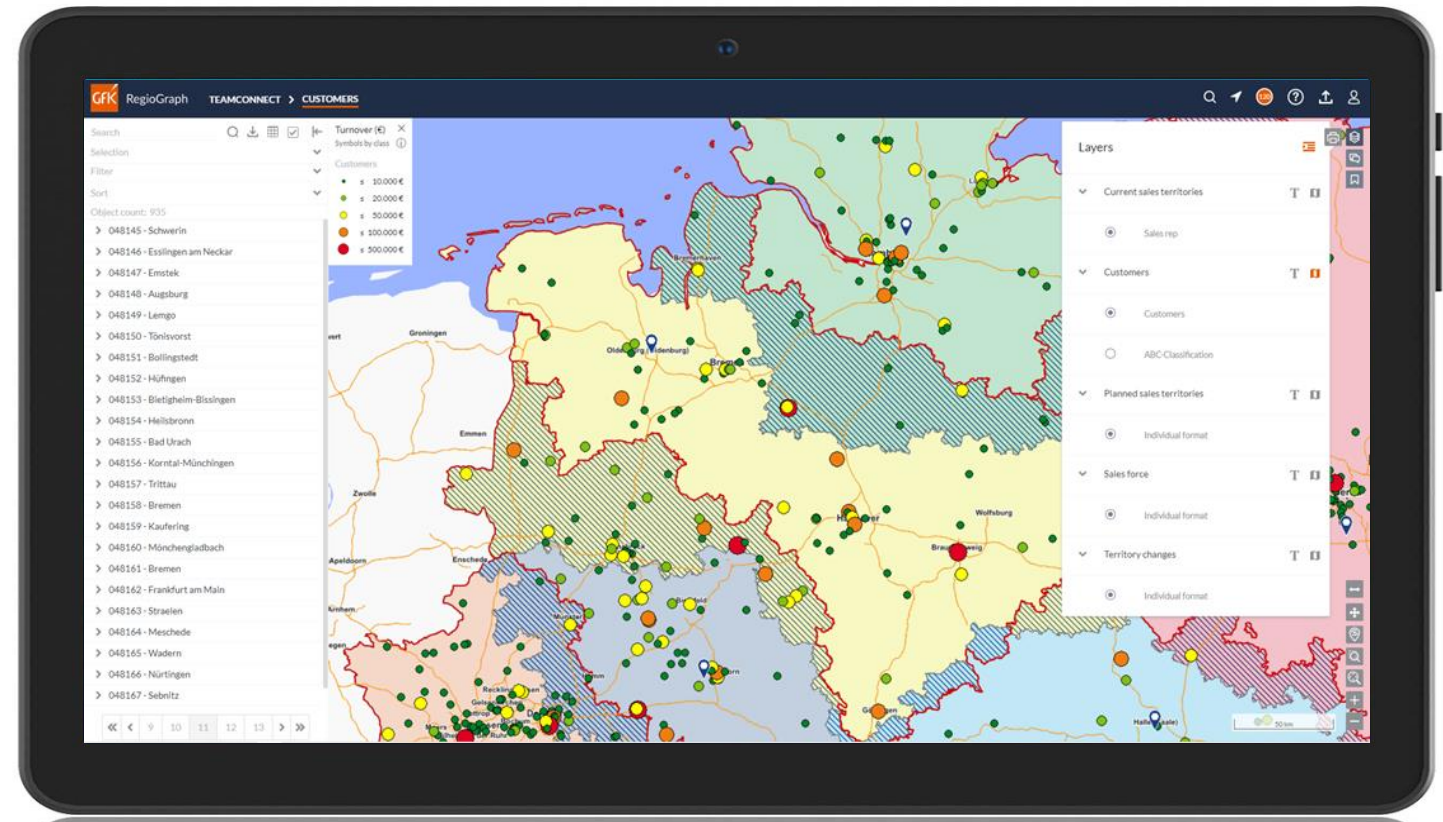 GfK RegioGraph TEAMCONNECT > CUSTOMERS
120
Search
Selection
Filter
Sort
Object count: 935
048145 - Schwerin
048146 - Esslingen am Neckar
048147 - Emstek
048148 - Augsburg
048149 - Lemgo
048150 - Tönisvorst
048151 - Bollingstedt
048152 - Hüfingen
048153 - Bietigheim-Bissingen
048154 - Heilsbronn
048155 - Bad Urach
048156 - Korntal-Münchingen
048157 - Trittau
048158 - Bremen
048159 - Kaufering
048160 - Mönchengladbach
048161 - Bremen
048162 - Frankfurt am Main
048163 - Straelen
048164 - Meschede
048165 - Wadern
048166 - Nürtingen
048167 - Sebnitz
9 10 11 12 13
Turnover (€)
Symbols by class
Customers
≤ 10.000 €
≤ 20.000 €
≤ 50.000 €
≤ 100.000 €
≤ 500.000 €
Bremerhaven
Groningen
Emmen
Zwolle
Apeldoorn
Enschede
Wolfsburg
Layers
Current sales territories T
Sales rep
Customers T
Customers
ABC-Classification
Planned sales territories T
Individual format
Sales force T
Individual format
Territory changes T
Individual format
50 km